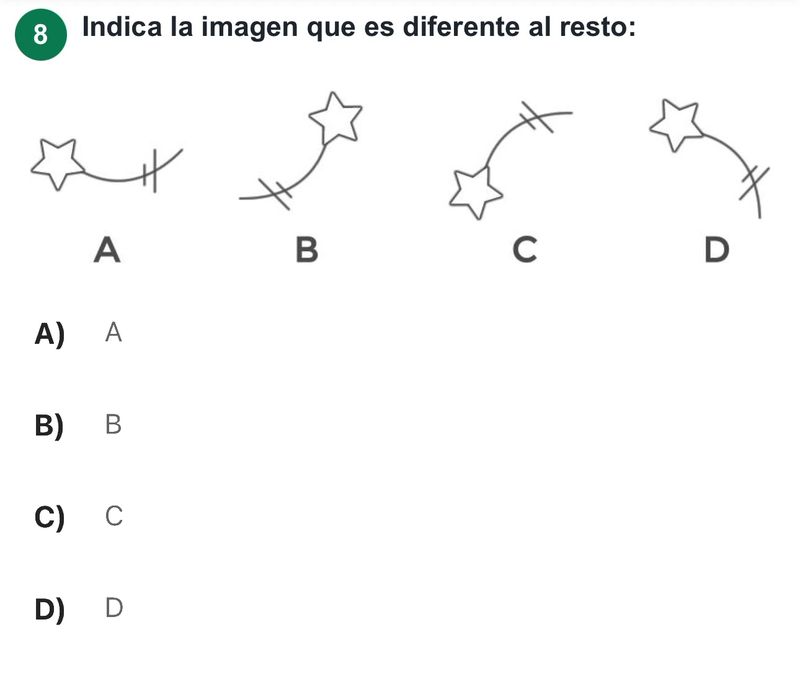 8 Indica la imagen que es diferente al resto:
A B C D
A) A
B) B
C) C
D) D